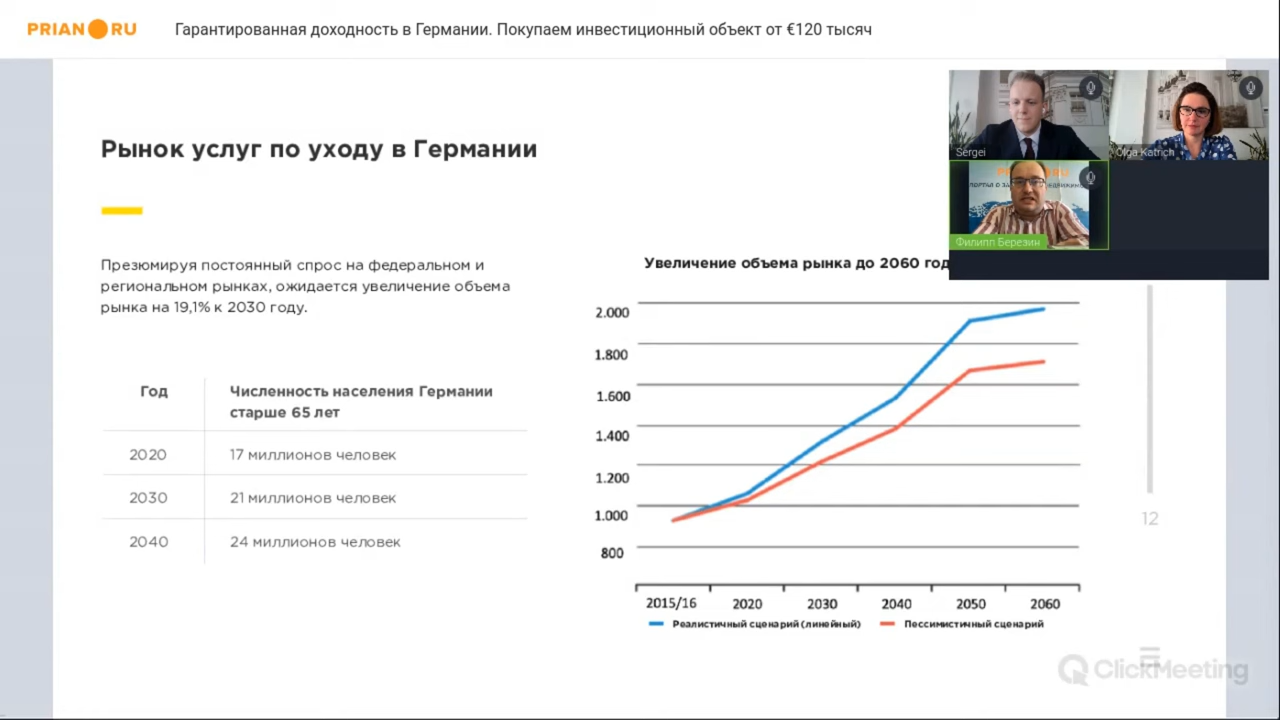 PRIAN RU
Гарантированная доходность в Германии. Покупаем инвестиционный объект от €120 тысяч
Sergei
Olga Katrich
PRIAN RU
Филипп Березин
Рынок услуг по уходу в Германии
Презюмируя постоянный спрос на федеральном и
региональном рынках, ожидается увеличение объема
рынка на 19,1% к 2030 году.
Год
Численность населения Германии
старше 65 лет
2020
17 миллионов человек
2030
21 миллионов человек
2040
24 миллионов человек
Увеличение объема рынка до 2060 год
2.000
1.800
1.600
1.400
1.200
1.000
800
2015/16 2020 2030 2040 2050 2060
Реалистичный сценарий (линейный) Пессимистичный сценарий
12
ClickMeeting